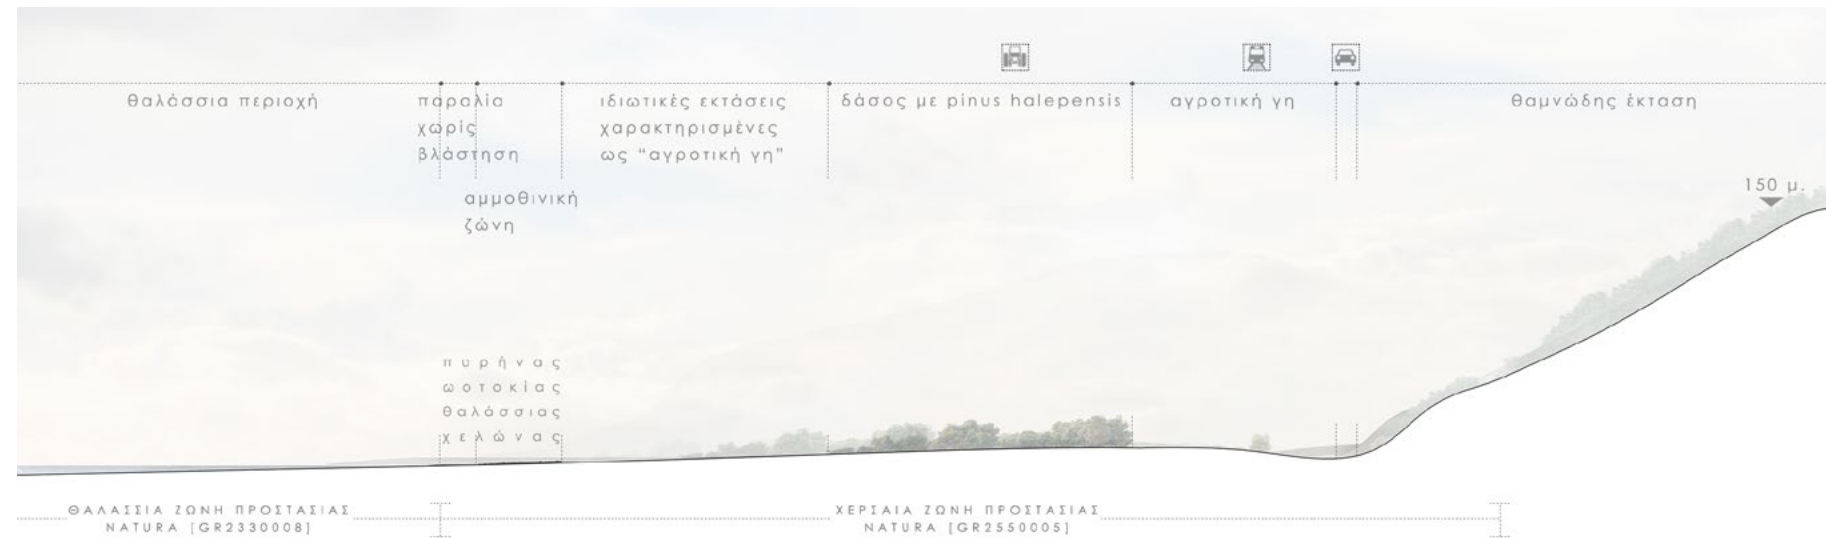 θαλάσσια περιοχή
παραλία
χωρίς
βλάστηση
αμμοθινική
ζώνη
ιδιωτικές εκτάσεις
χαρακτηρισμένες
ως “αγροτική γη”
δάσος με pinus halepensis
αγροτική γη
θαμνώδης έκταση
150 μ.
πυρήνας
ωοτοκίας
θαλάσσιας
χελώνας
ΘΑΛΑΣΣΙΑ ΖΩΝΗ ΠΡΟΣΤΑΣΙΑΣ
NATURA [GR2330008]
ΧΕΡΣΑΙΑ ΖΩΝΗ ΠΡΟΣΤΑΣΙΑΣ
NATURA [GR2550005]